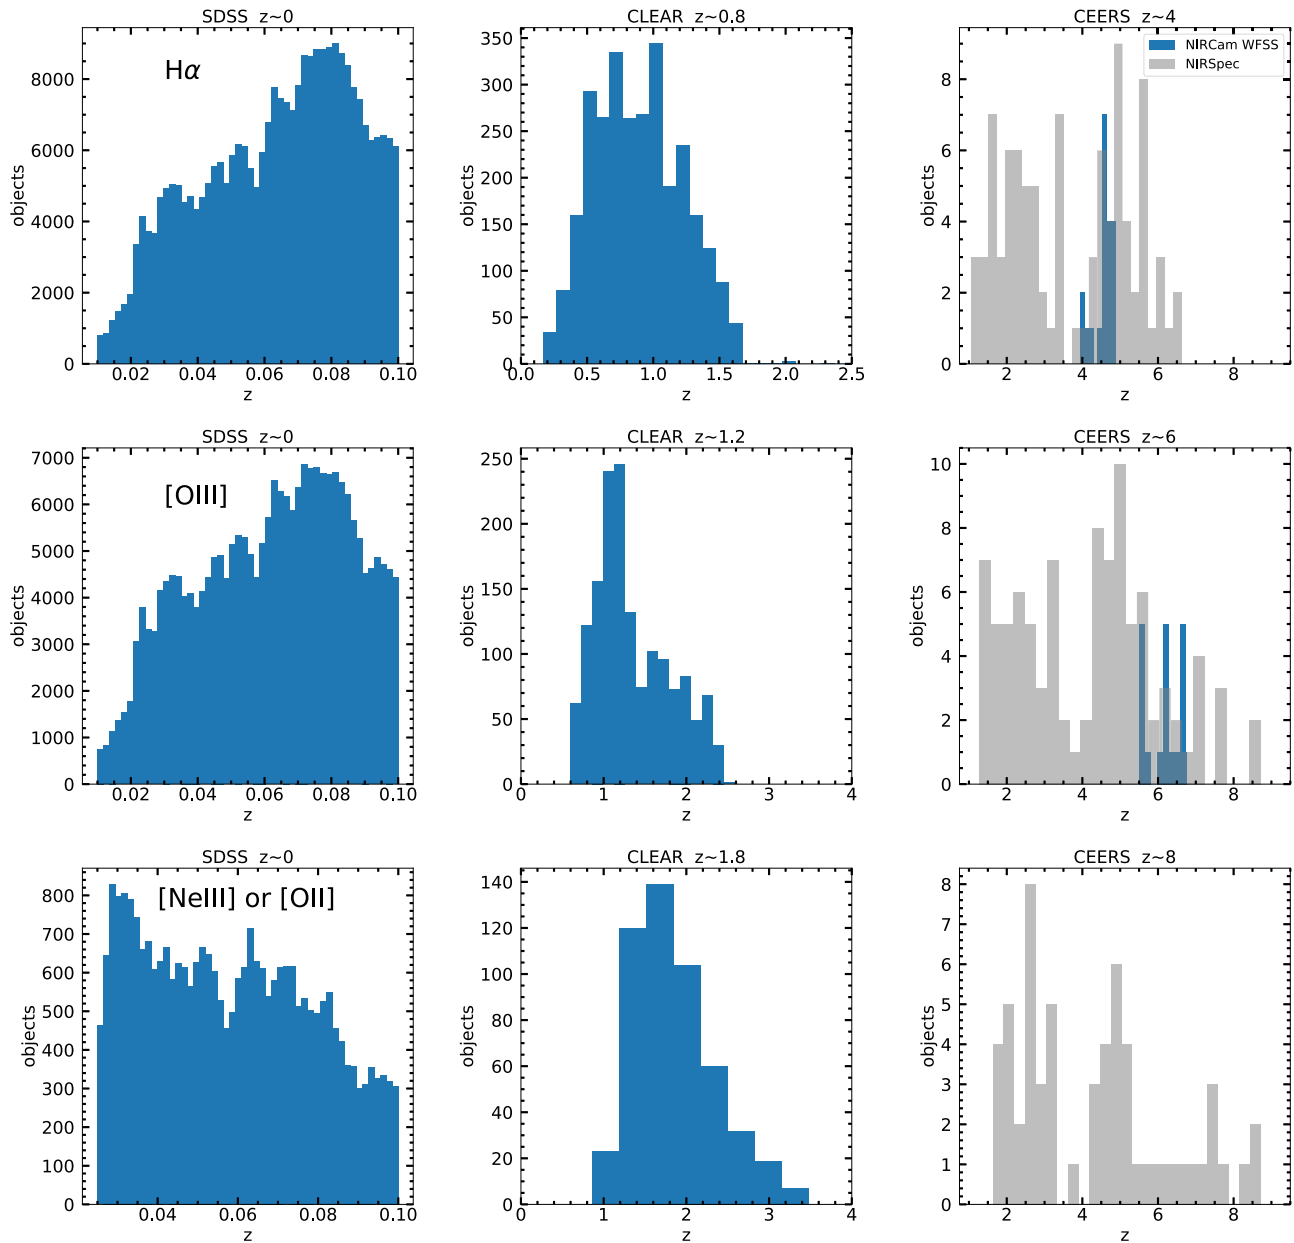 SDSS z~0
Hα
objects
8000
6000
4000
2000
0
0.02 0.04 0.06 0.08 0.10
z
CLEAR z~0.8
objects
350
300
250
200
150
100
50
0
0.0 0.5 1.0 1.5 2.0 2.5
z
CEERS z~4
NIRCam WFSS
NIRSpec
objects
8
6
4
2
0
2 4 6 8
z
SDSS z~0
[OIII]
objects
7000
6000
5000
4000
3000
2000
1000
0
0.02 0.04 0.06 0.08 0.10
z
CLEAR z~1.2
objects
250
200
150
100
50
0
0 1 2 3 4
z
CEERS z~6
objects
10
8
6
4
2
0
2 4 6 8
z
SDSS z~0
[NeIII] or [OII]
objects
800
700
600
500
400
300
200
100
0
0.04 0.06 0.08 0.10
z
CLEAR z~1.8
objects
140
120
100
80
60
40
20
0
0 1 2 3 4
z
CEERS z~8
objects
8
7
6
5
4
3
2
1
0
2 4 6 8
z